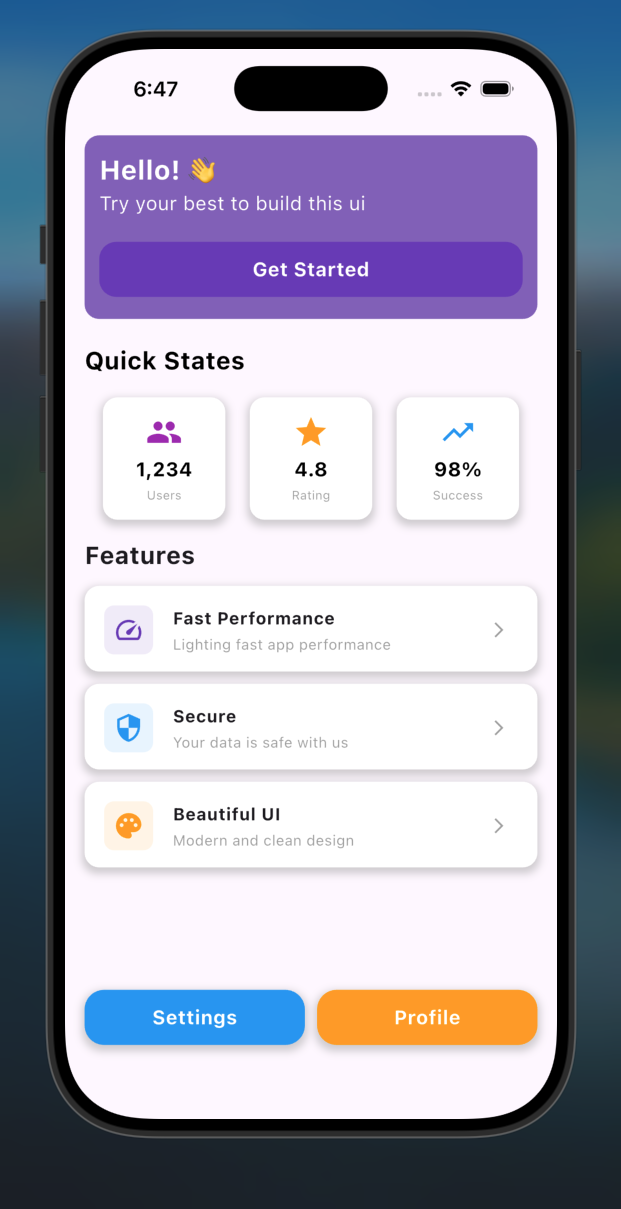 6:47
Hello! 👋
Try your best to build this ui
Get Started
Quick States
1,234
4.8
98%
Users
Rating
Success
Features
Fast Performance
Lighting fast app performance
Secure
Your data is safe with us
Beautiful UI
Modern and clean design
Settings
Profile